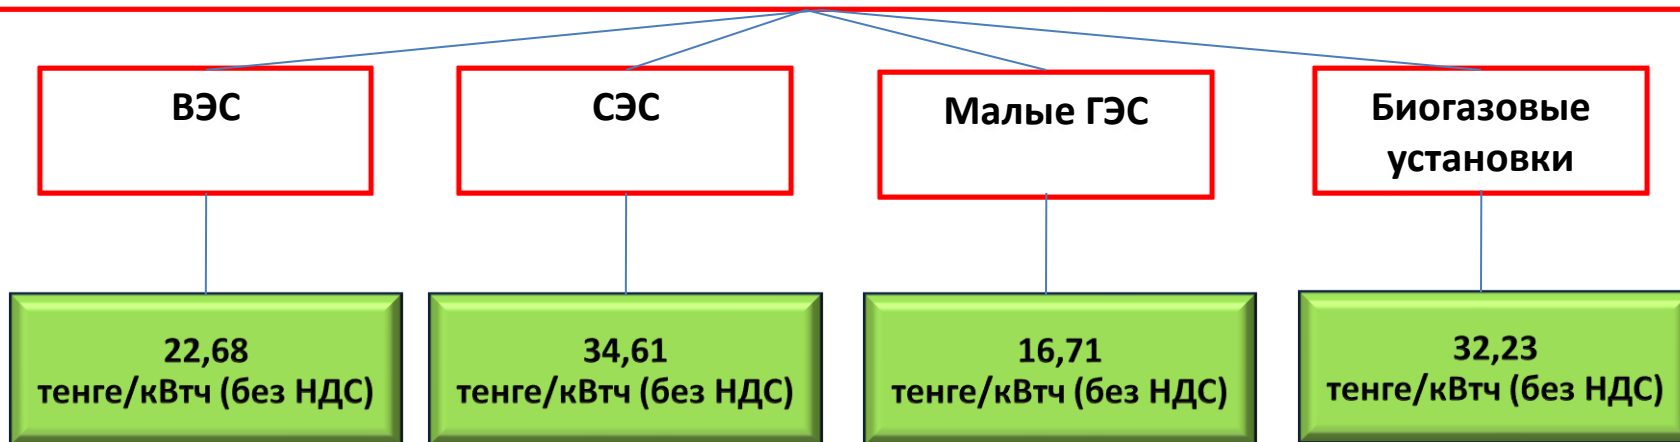 ВЭС
СЭС
Малые ГЭС
Биогазовые
установки
22,68
тенге/кВтч (без НДС)
34,61
тенге/кВтч (без НДС)
16,71
тенге/кВтч (без НДС)
32,23
тенге/кВтч (без НДС)